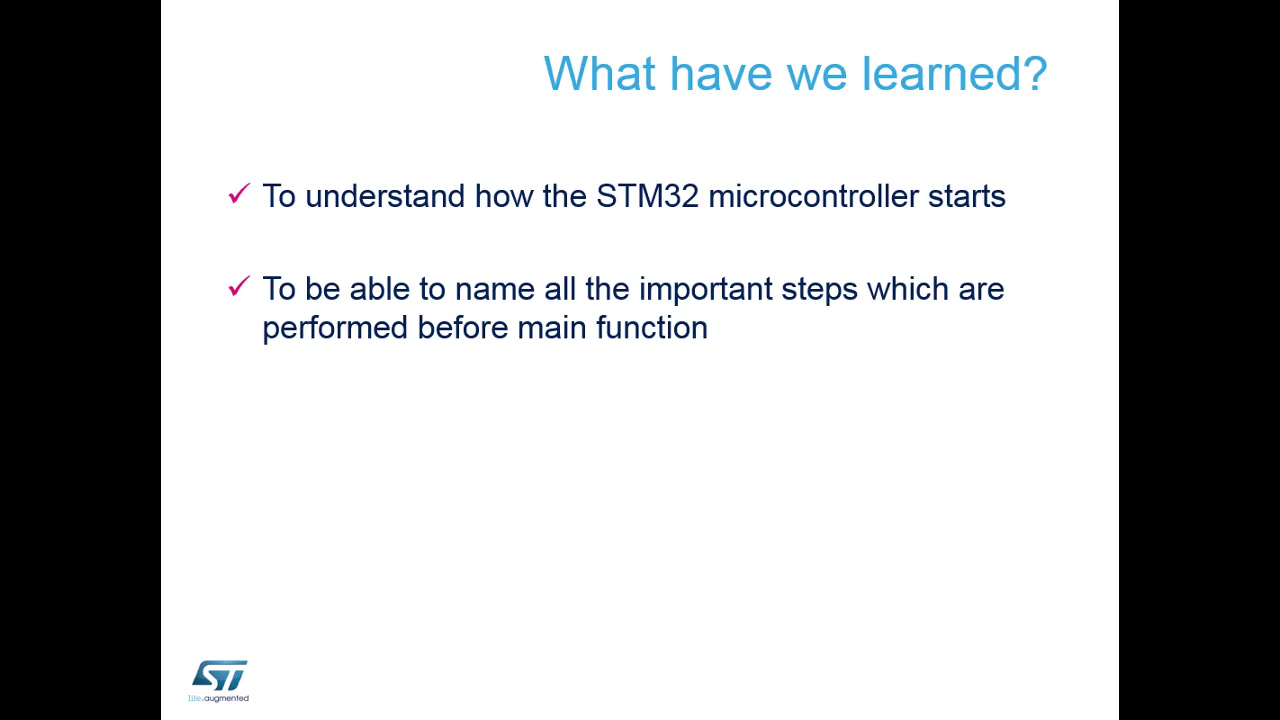 What have we learned?
To understand how the STM32 microcontroller starts
To be able to name all the important steps which are
performed before main function
ST
life.augmented